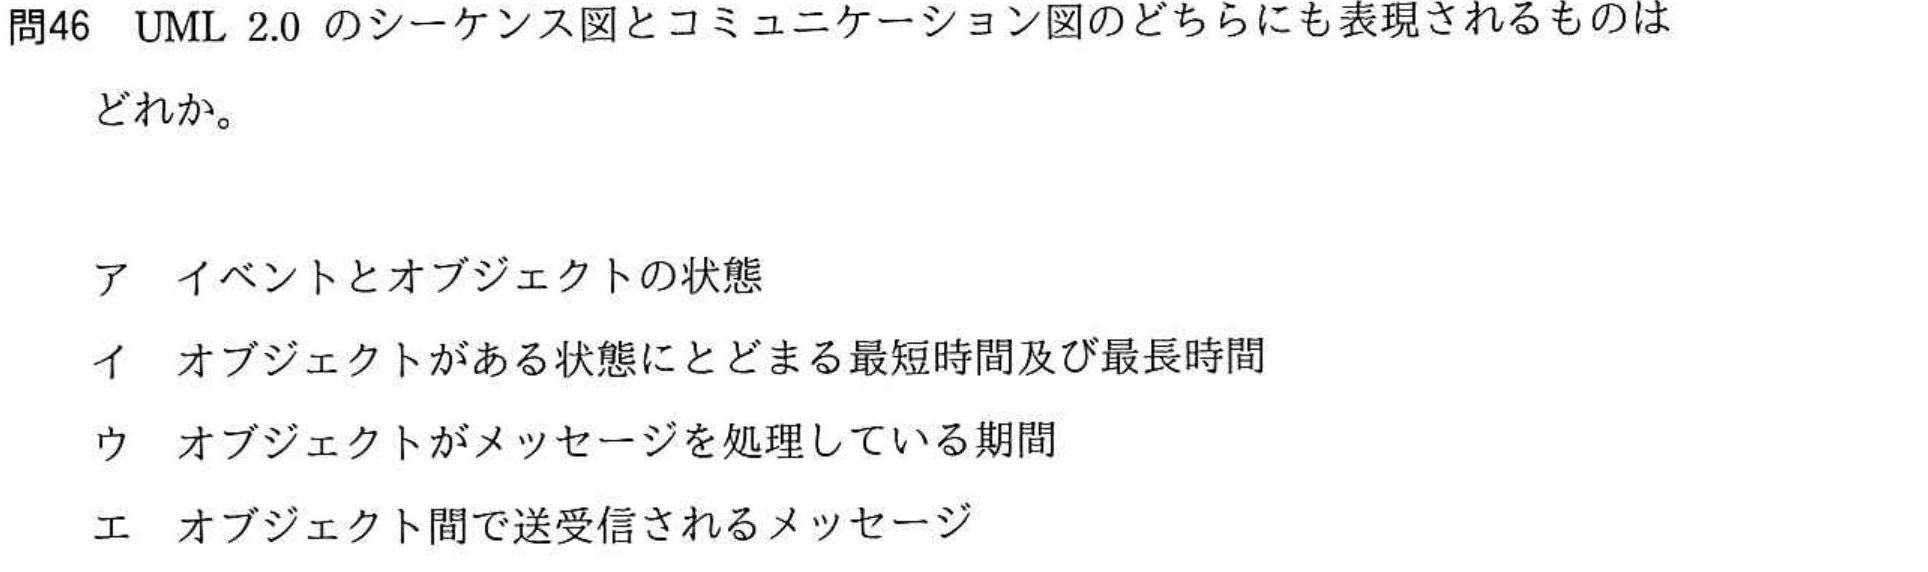 問46 UML 2.0 のシーケンス図とコミュニケーション図のどちらにも表現されるものは
どれか。
ア イベントとオブジェクトの状態
イ オブジェクトがある状態にとどまる最短時間及び最長時間
ウ オブジェクトがメッセージを処理している期間
エ オブジェクト間で送受信されるメッセージ